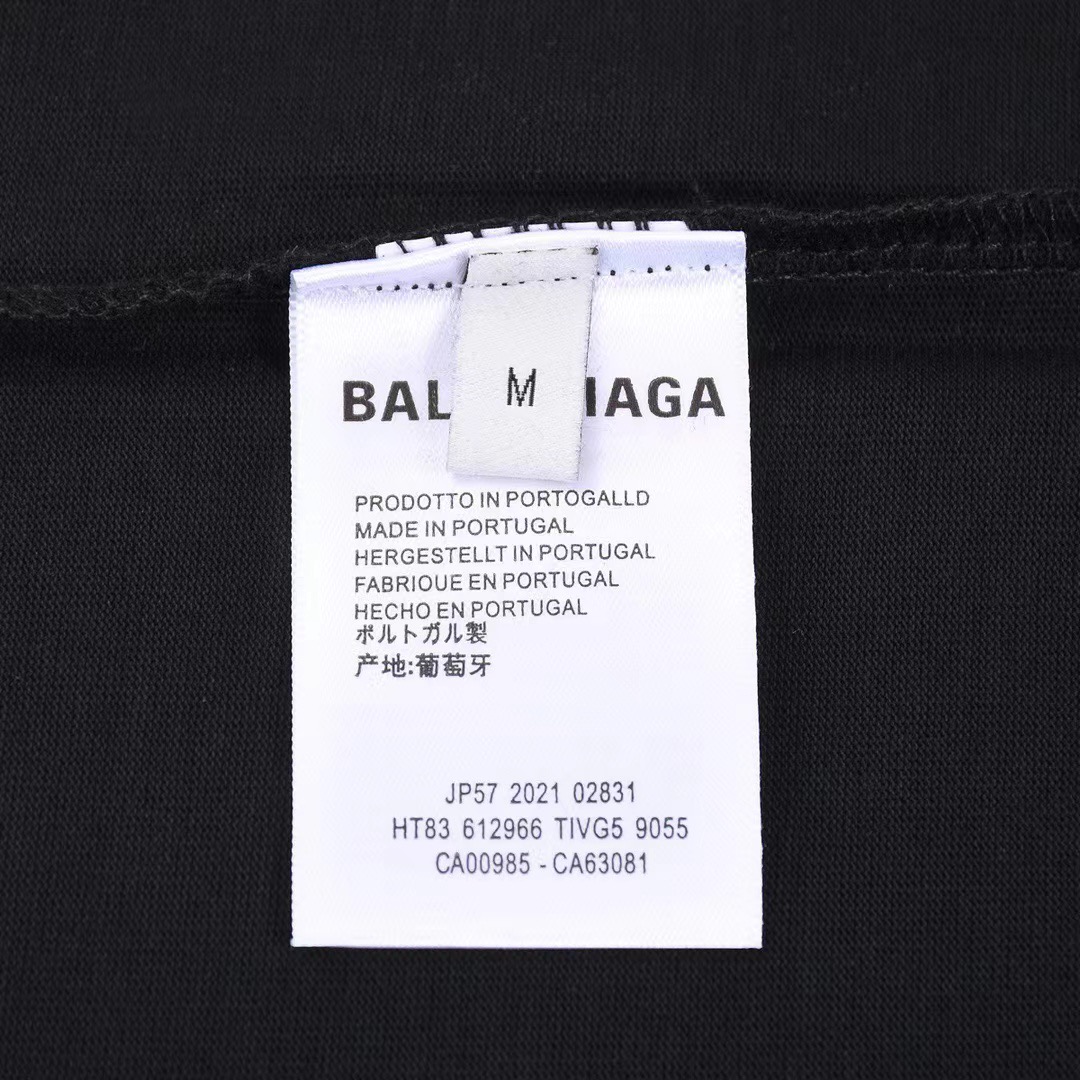 M
BAL IAGA
PRODOTTO IN PORTOGALLD
MADE IN PORTUGAL
HERGESTELLT IN PORTUGAL
FABRIOUE EN PORTUGAL
HECHO EN PORTUGAL
ポルトガル製
产地:葡萄牙
JP57 2021 02831
HT83 612966 TIVG5 9055
CA00985 - CA63081